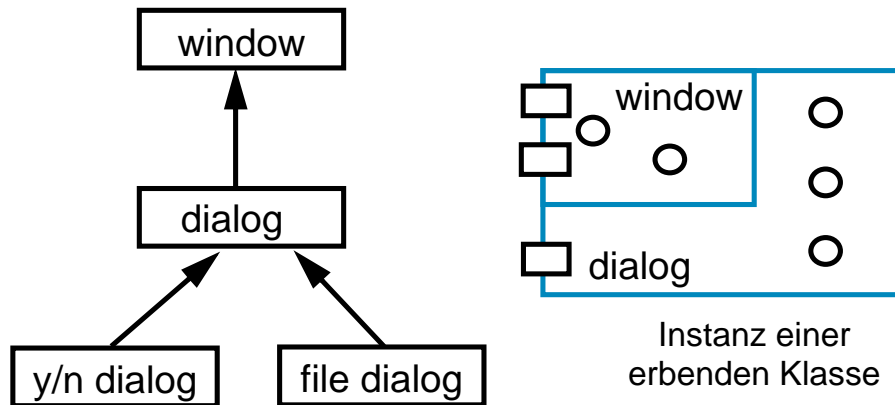 window
dialog
y/n dialog
file dialog
window
dialog
Instanz einer
erbenden Klasse